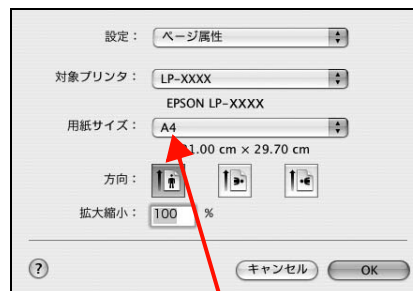 設定： ページ属性
対象プリンタ： LP-XXXX
EPSON LP-XXXX
用紙サイズ： A4
21.00 cm × 29.70 cm
方向：
拡大縮小： 100 %
? キャンセル OK